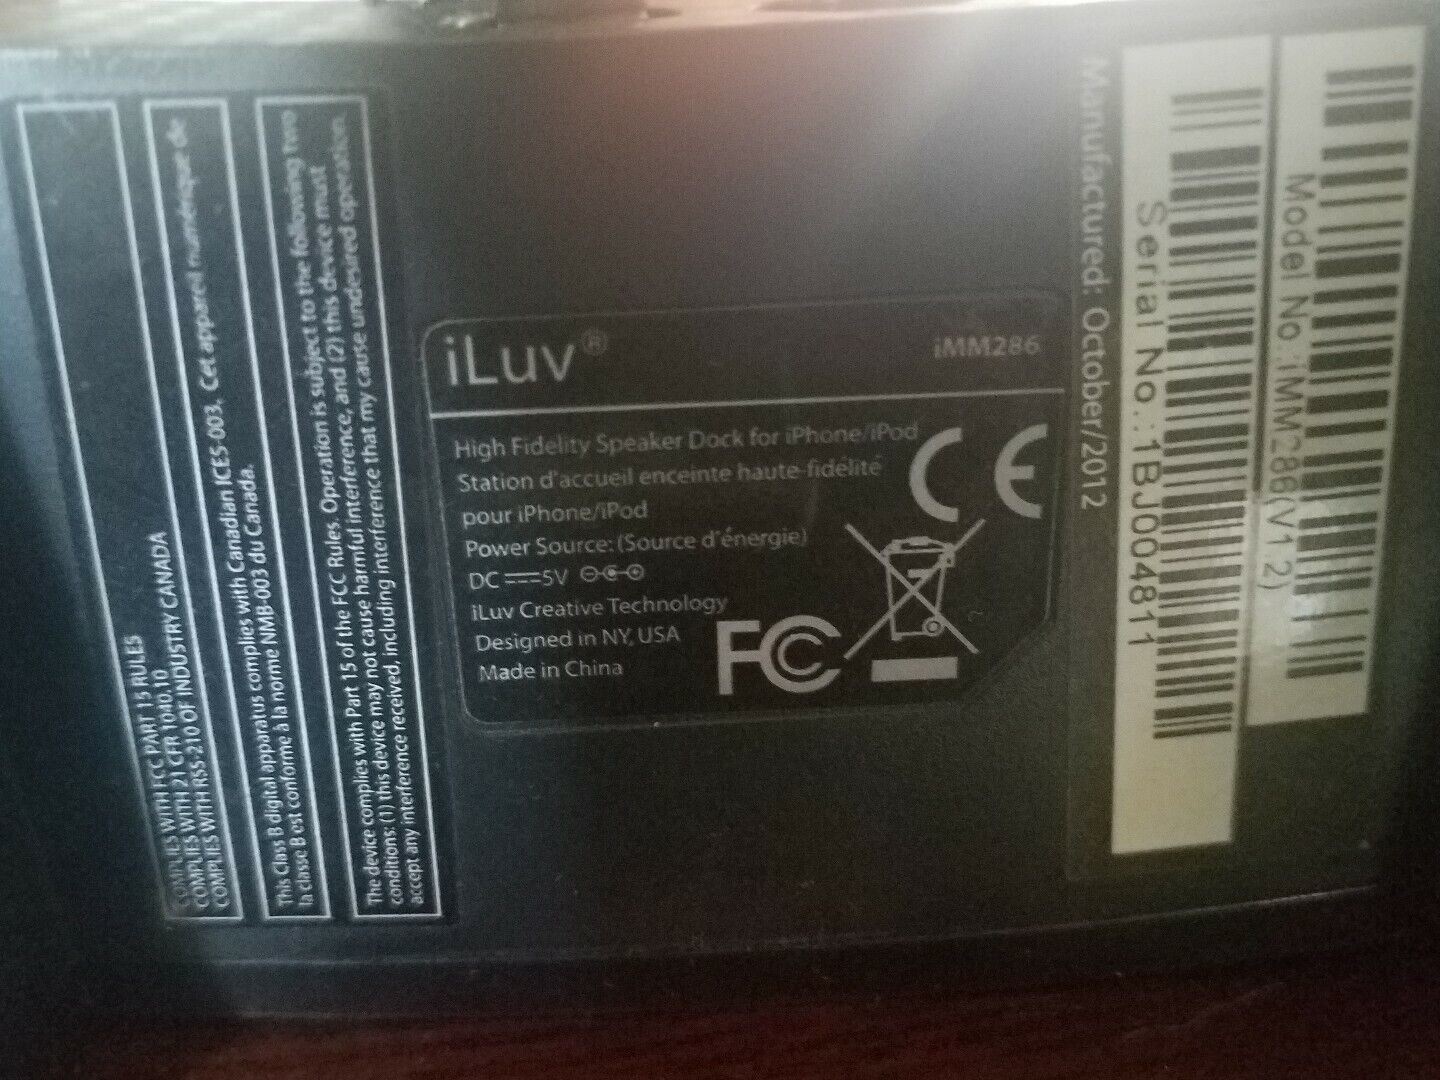 COMPLIES WITH FCC PART 15 RULES
COMPLIES WITH 21 CFR 1040.10
COMPLIES WITH RSS-210 OF INDUSTRY CANADA
This Class B digital apparatus complies with Canadian ICES-003. Cet appareil numérique de
la classe B est conforme à la norme NMB-003 du Canada.
The device complies with Part 15 of the FCC Rules. Operation is subject to the following two
conditions: (1) this device may not cause harmful interference, and (2) this device must
accept any interference received, including interference that my cause undesired operation.
iLuv®
iMM286
High Fidelity Speaker Dock for iPhone/iPod
Station d'accueil enceinte haute-fidélité
pour iPhone/iPod
Power Source: (Source d'énergie)
DC ⎓5V
iLuv Creative Technology
Designed in NY, USA
Made in China
CE
FC
Manufactured: October/2012
Serial No.:1BJ004811
Model No:iMM286(V1.2)